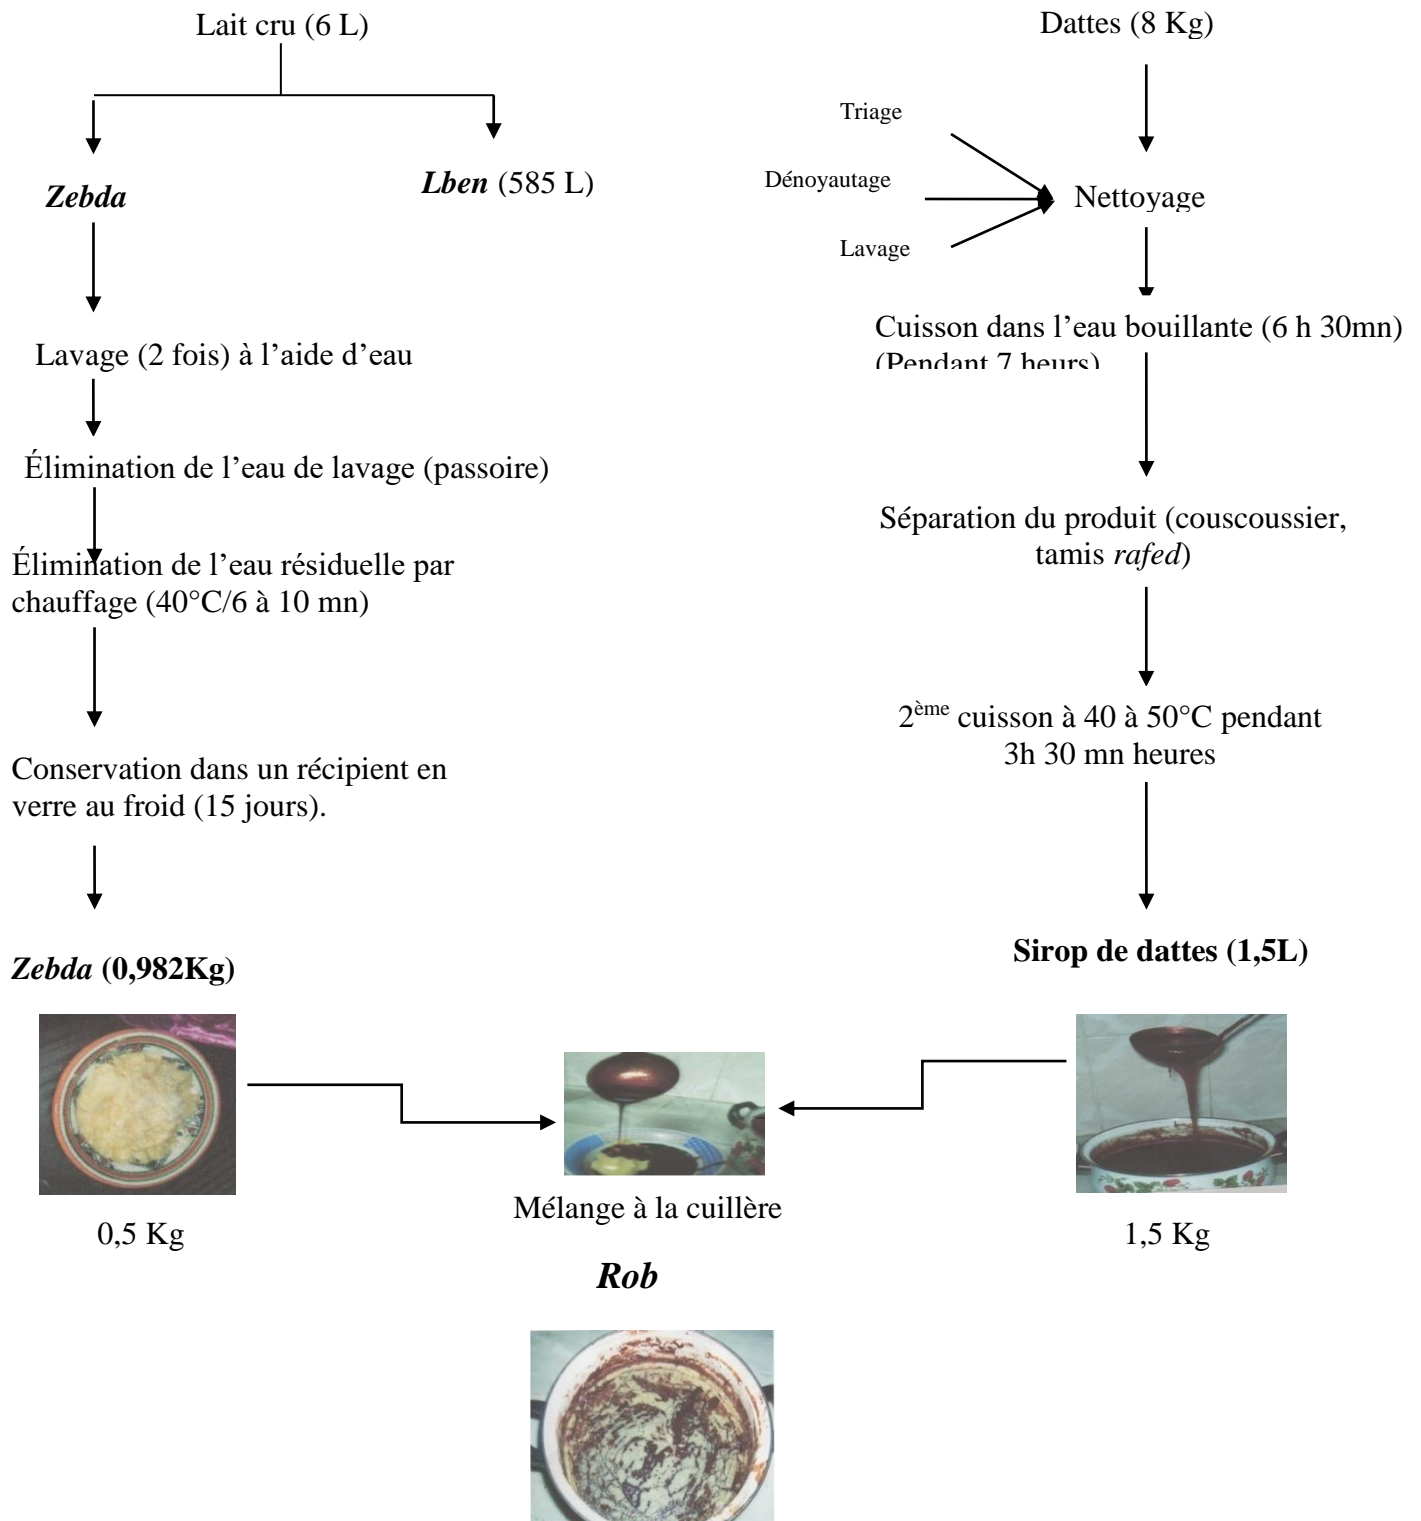 Lait cru (6 L)
Zebda
Lben (585 L)
Lavage (2 fois) à l’aide d’eau
Élimination de l’eau de lavage (passoire)
Élimination de l’eau résiduelle par
chauffage (40°C/6 à 10 mn)
Conservation dans un récipient en
verre au froid (15 jours).
Zebda (0,982Kg)
0,5 Kg
Dattes (8 Kg)
Triage
Dénoyautage
Lavage
Nettoyage
Cuisson dans l’eau bouillante (6 h 30mn)
(Pendant 7 heurs)
Séparation du produit (couscoussier,
tamis rafed)
2ème cuisson à 40 à 50°C pendant
3h 30 mn heures
Sirop de dattes (1,5L)
1,5 Kg
Mélange à la cuillère
Rob